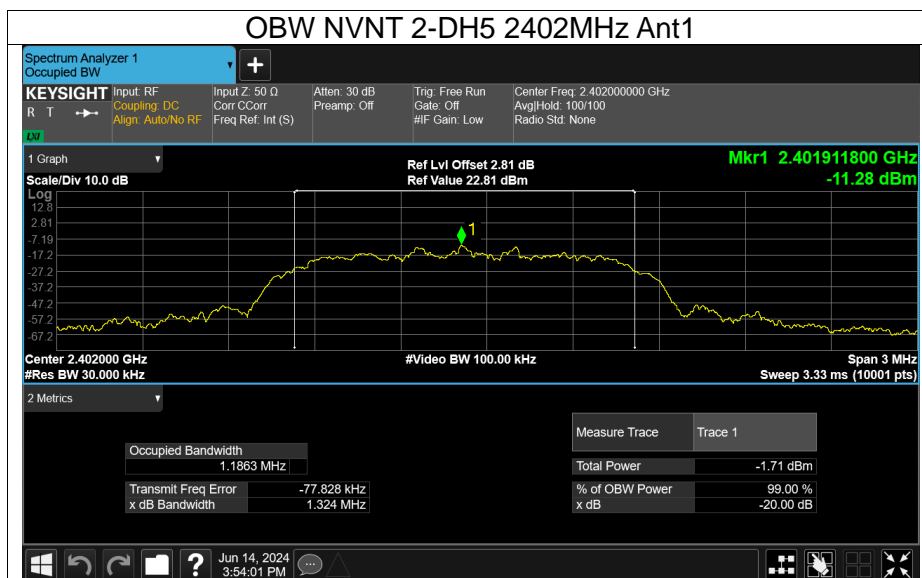 OBW NVNT 2-DH5 2402MHz Ant1
Spectrum Analyzer 1
Occupied BW
+
KEYSIGHT
R T
LXI
Input: RF
Coupling: DC
Align: Auto/No RF
Input Z: 50 Ω
Corr CCorr
Freq Ref: Int (S)
Atten: 30 dB
Preamp: Off
Trig: Free Run
Gate: Off
#IF Gain: Low
Center Freq: 2.402000000 GHz
Avg|Hold: 100/100
Radio Std: None
1 Graph
Scale/Div 10.0 dB
Ref Lvl Offset 2.81 dB
Ref Value 22.81 dBm
Mkr1 2.401911800 GHz
-11.28 dBm
Log
12.8
2.81
-7.19
-17.2
-27.2
-37.2
-47.2
-57.2
-67.2
1
Center 2.402000 GHz
#Res BW 30.000 kHz
#Video BW 100.00 kHz
Span 3 MHz
Sweep 3.33 ms (10001 pts)
2 Metrics
Occupied Bandwidth
1.1863 MHz
Transmit Freq Error -77.828 kHz
x dB Bandwidth 1.324 MHz
Measure Trace Trace 1
Total Power -1.71 dBm
% of OBW Power 99.00 %
x dB -20.00 dB
?
Jun 14, 2024
3:54:01 PM